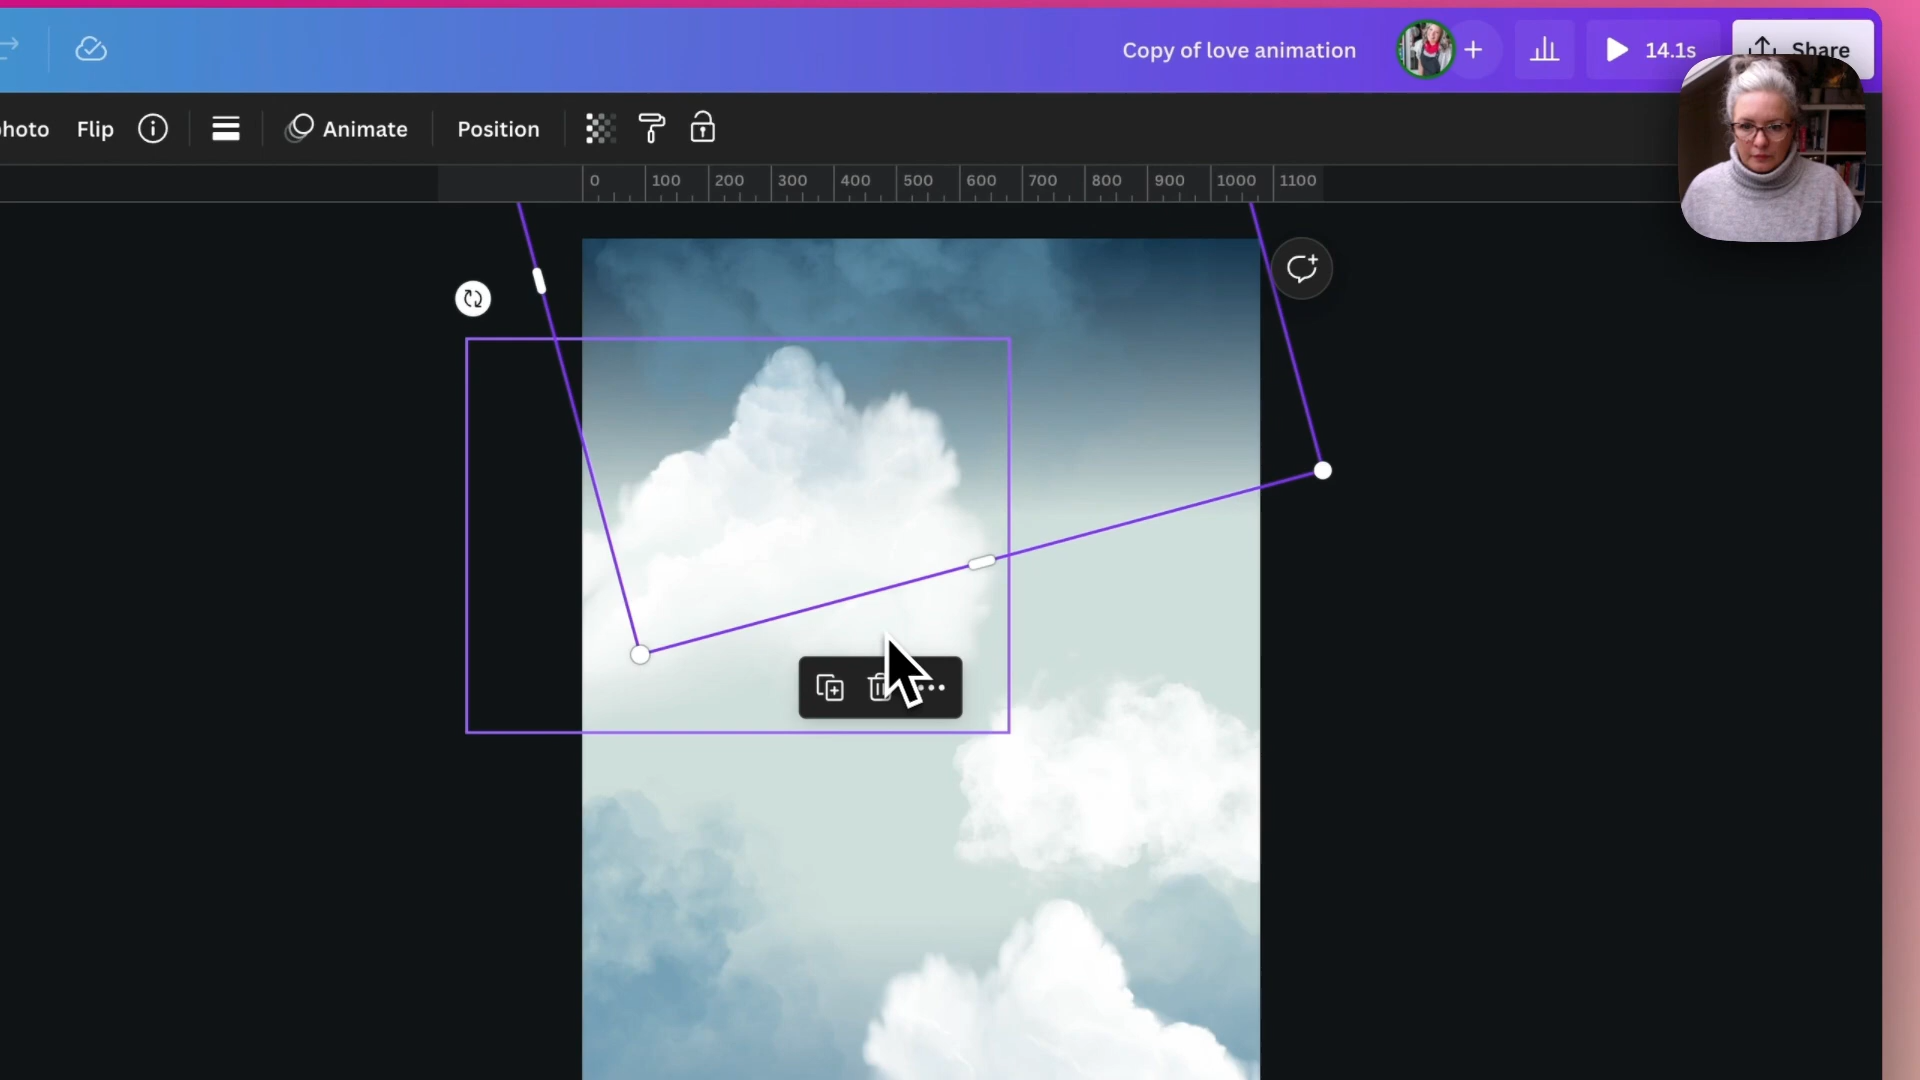 Copy of love animation
14.1s
Share
hoto
Flip
Animate
Position
0 100 200 300 400 500 600 700 800 900 1000 1100